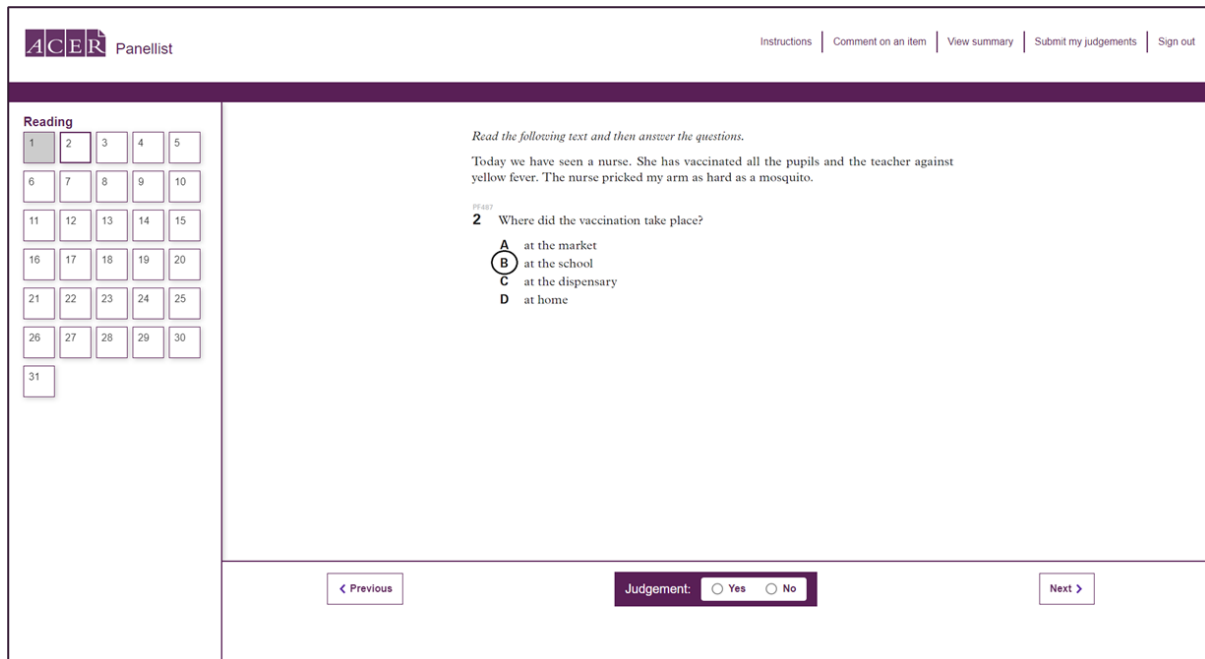 ACER Panellist
Instructions Comment on an item View summary Submit my judgements Sign out
Reading
1 2 3 4 5
6 7 8 9 10
11 12 13 14 15
16 17 18 19 20
21 22 23 24 25
26 27 28 29 30
31
Read the following text and then answer the questions.
Today we have seen a nurse. She has vaccinated all the pupils and the teacher against
yellow fever. The nurse pricked my arm as hard as a mosquito.
PF487
2 Where did the vaccination take place?
A at the market
B at the school
C at the dispensary
D at home
Previous
Judgement: Yes No
Next